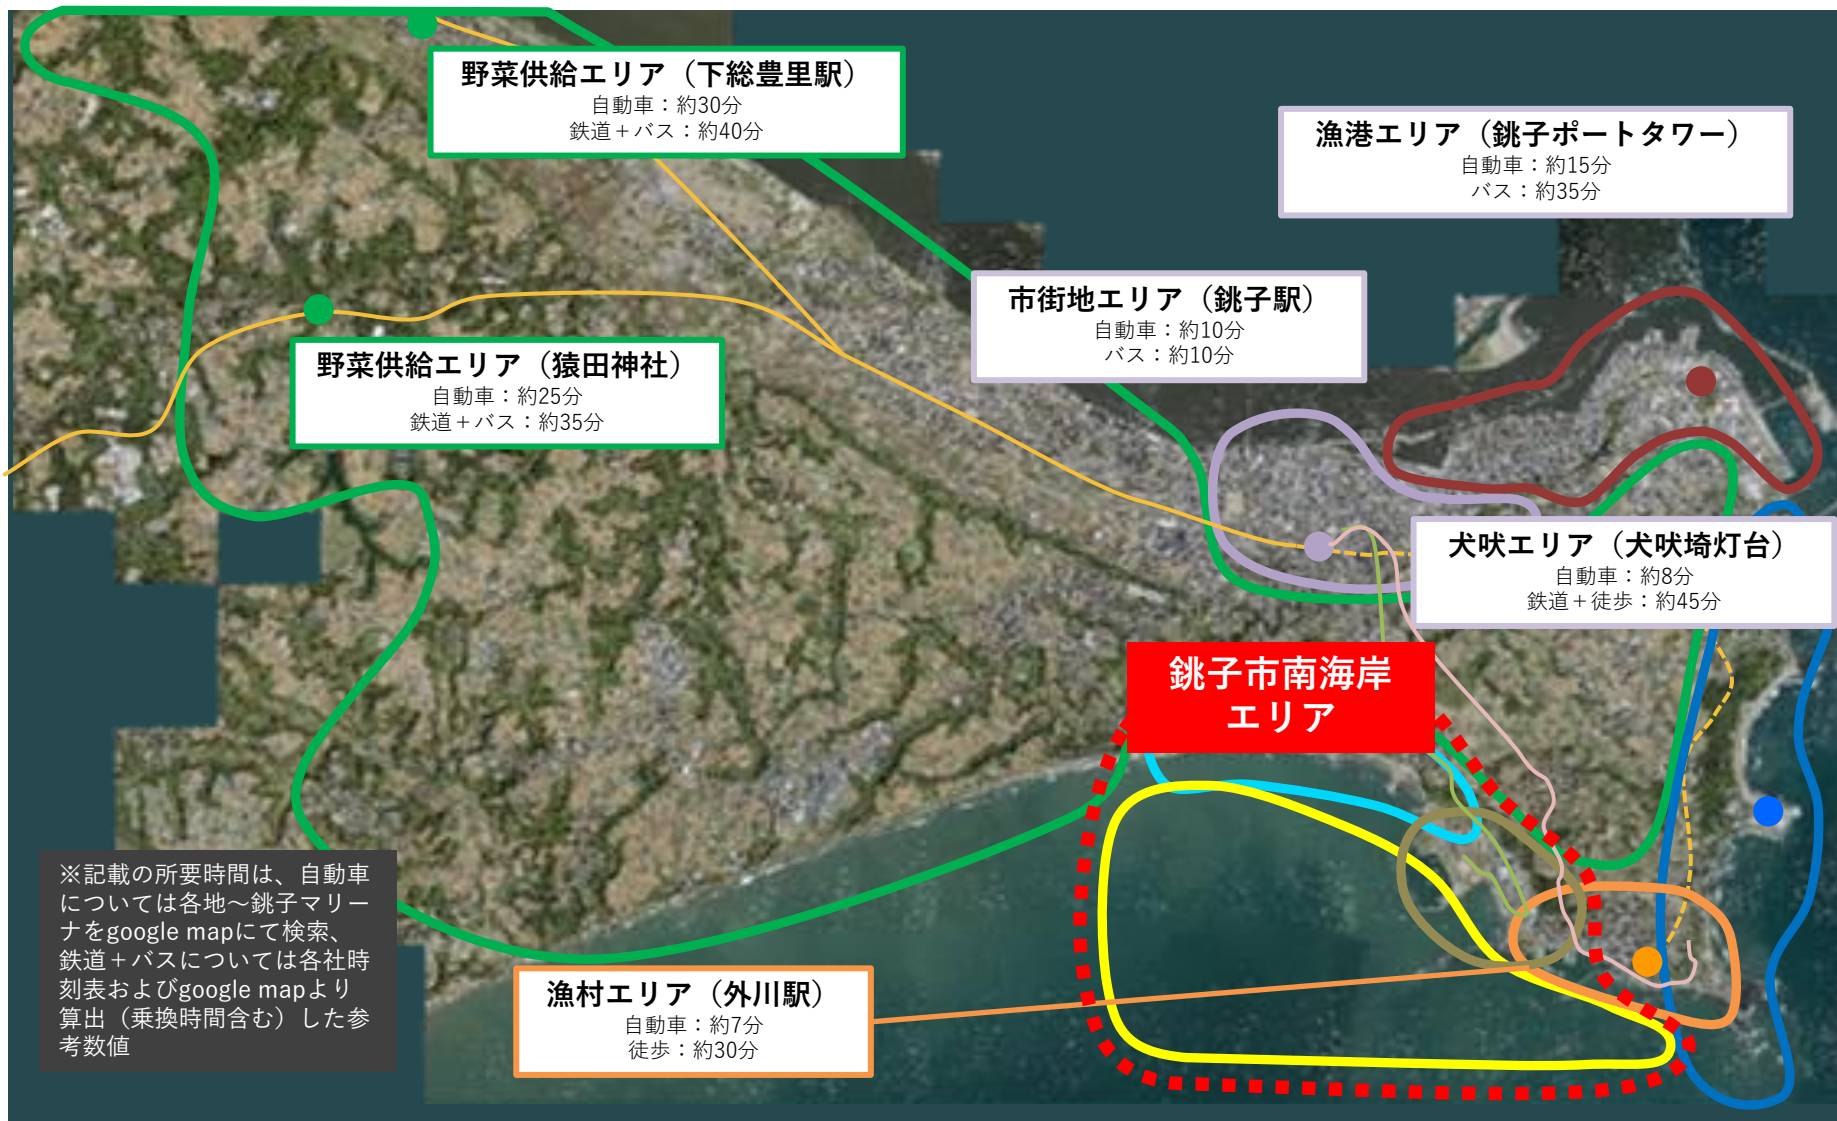 野菜供給エリア（下総豊里駅）
自動車：約30分
鉄道＋バス：約40分
漁港エリア（銚子ポートタワー）
自動車：約15分
バス：約35分
市街地エリア（銚子駅）
自動車：約10分
バス：約10分
野菜供給エリア（猿田神社）
自動車：約25分
鉄道＋バス：約35分
犬吠エリア（犬吠埼灯台）
自動車：約8分
鉄道＋徒歩：約45分
銚子市南海岸
エリア
※記載の所要時間は、自動車
については各地～銚子マリー
ナをgoogle mapにて検索、
鉄道＋バスについては各社時
刻表およびgoogle mapより
算出（乗換時間含む）した参
考数値
漁村エリア（外川駅）
自動車：約7分
徒歩：約30分